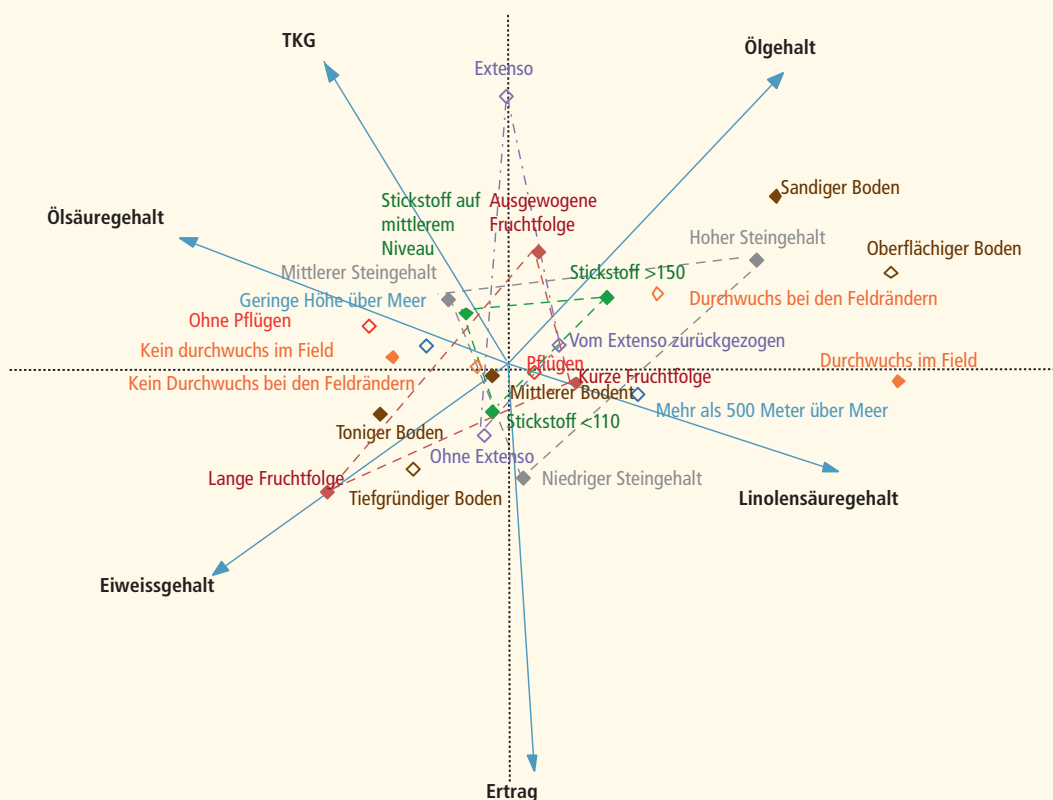 TKG
Ölgehalt
Extenso
Sandiger Boden
Stickstoff auf
mittlerem
Niveau
Ausgewogene
Fruchtfolge
Ölsäuregehalt
Hoher Steingehalt
Oberflächiger Boden
Mittlerer Steingehalt
Stickstoff >150
Geringe Höhe über Meer
Durchwuchs bei den Feldrändern
Ohne Pflügen
Vom Extenso zurückgezogen
Kein durchwuchs im Field
Pflügen
Durchwuchs im Field
Kein Durchwuchs bei den Feldrändern
Kurze Fruchtfolge
Mittlerer Bodent
Mehr als 500 Meter über Meer
Stickstoff <110
Toniger Boden
Ohne Extenso
Lange Fruchtfolge
Niedriger Steingehalt
Tiefgründiger Boden
Linolensäuregehalt
Eiweissgehalt
Ertrag